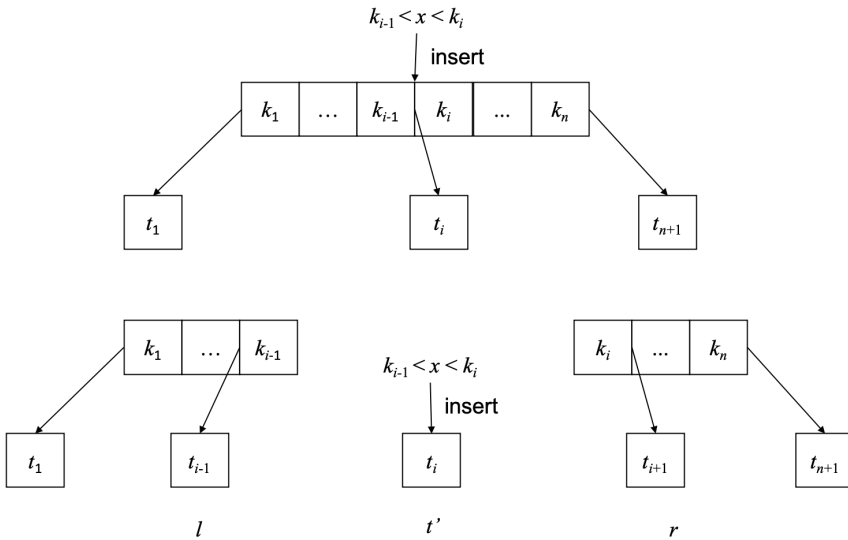 k_{i-1} < x < k_i
insert
k_1 … k_{i-1} k_i ... k_n
t_1 t_i t_{n+1}
k_1 … k_{i-1} k_i ... k_n
k_{i-1} < x < k_i
insert
t_1 t_{i-1} t_i t_{i+1} t_{n+1}
l t' r